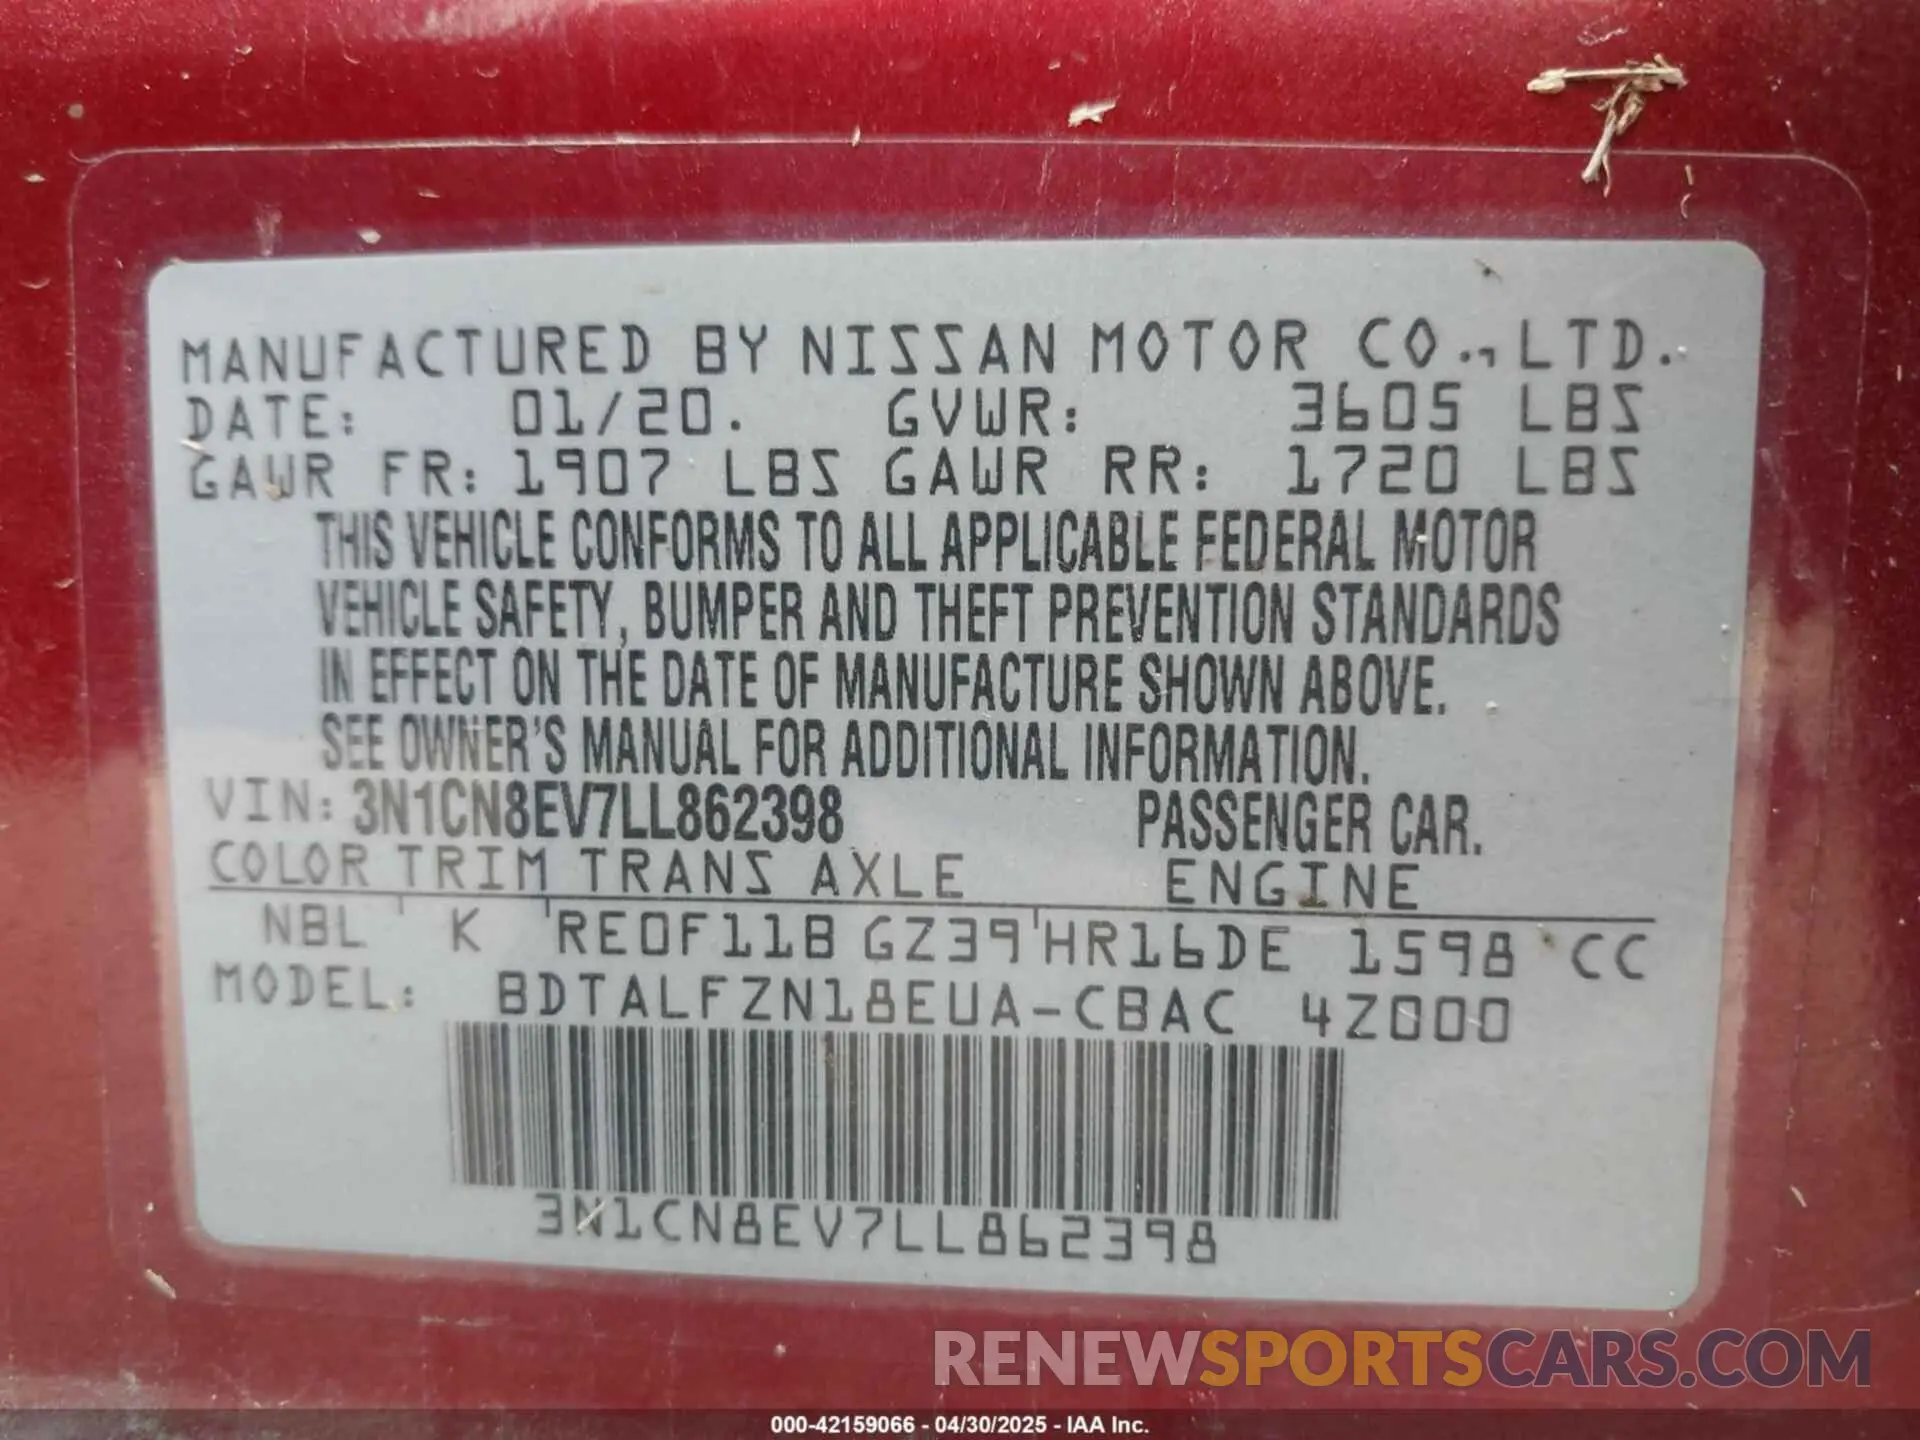 MANUFACTURED BY NISSAN MOTOR CO., LTD.
DATE: 01/20. GVWR: 3605 LBS
GAWR FR: 1907 LBS GAWR RR: 1720 LBS
THIS VEHICLE CONFORMS TO ALL APPLICABLE FEDERAL MOTOR
VEHICLE SAFETY, BUMPER AND THEFT PREVENTION STANDARDS
IN EFFECT ON THE DATE OF MANUFACTURE SHOWN ABOVE.
SEE OWNER'S MANUAL FOR ADDITIONAL INFORMATION.
VIN: 3N1CN8EV7LL862398 PASSENGER CAR.
COLOR TRIM TRANS AXLE ENGINE
NBL K RE0F11B GZ39 HR16DE 1598 CC
MODEL: BDTALFZN18EUA-CBAC 4Z000
3N1CN8EV7LL862398
RENEWSPORTSCARS.COM
000-42159066 - 04/30/2025 - IAA Inc.